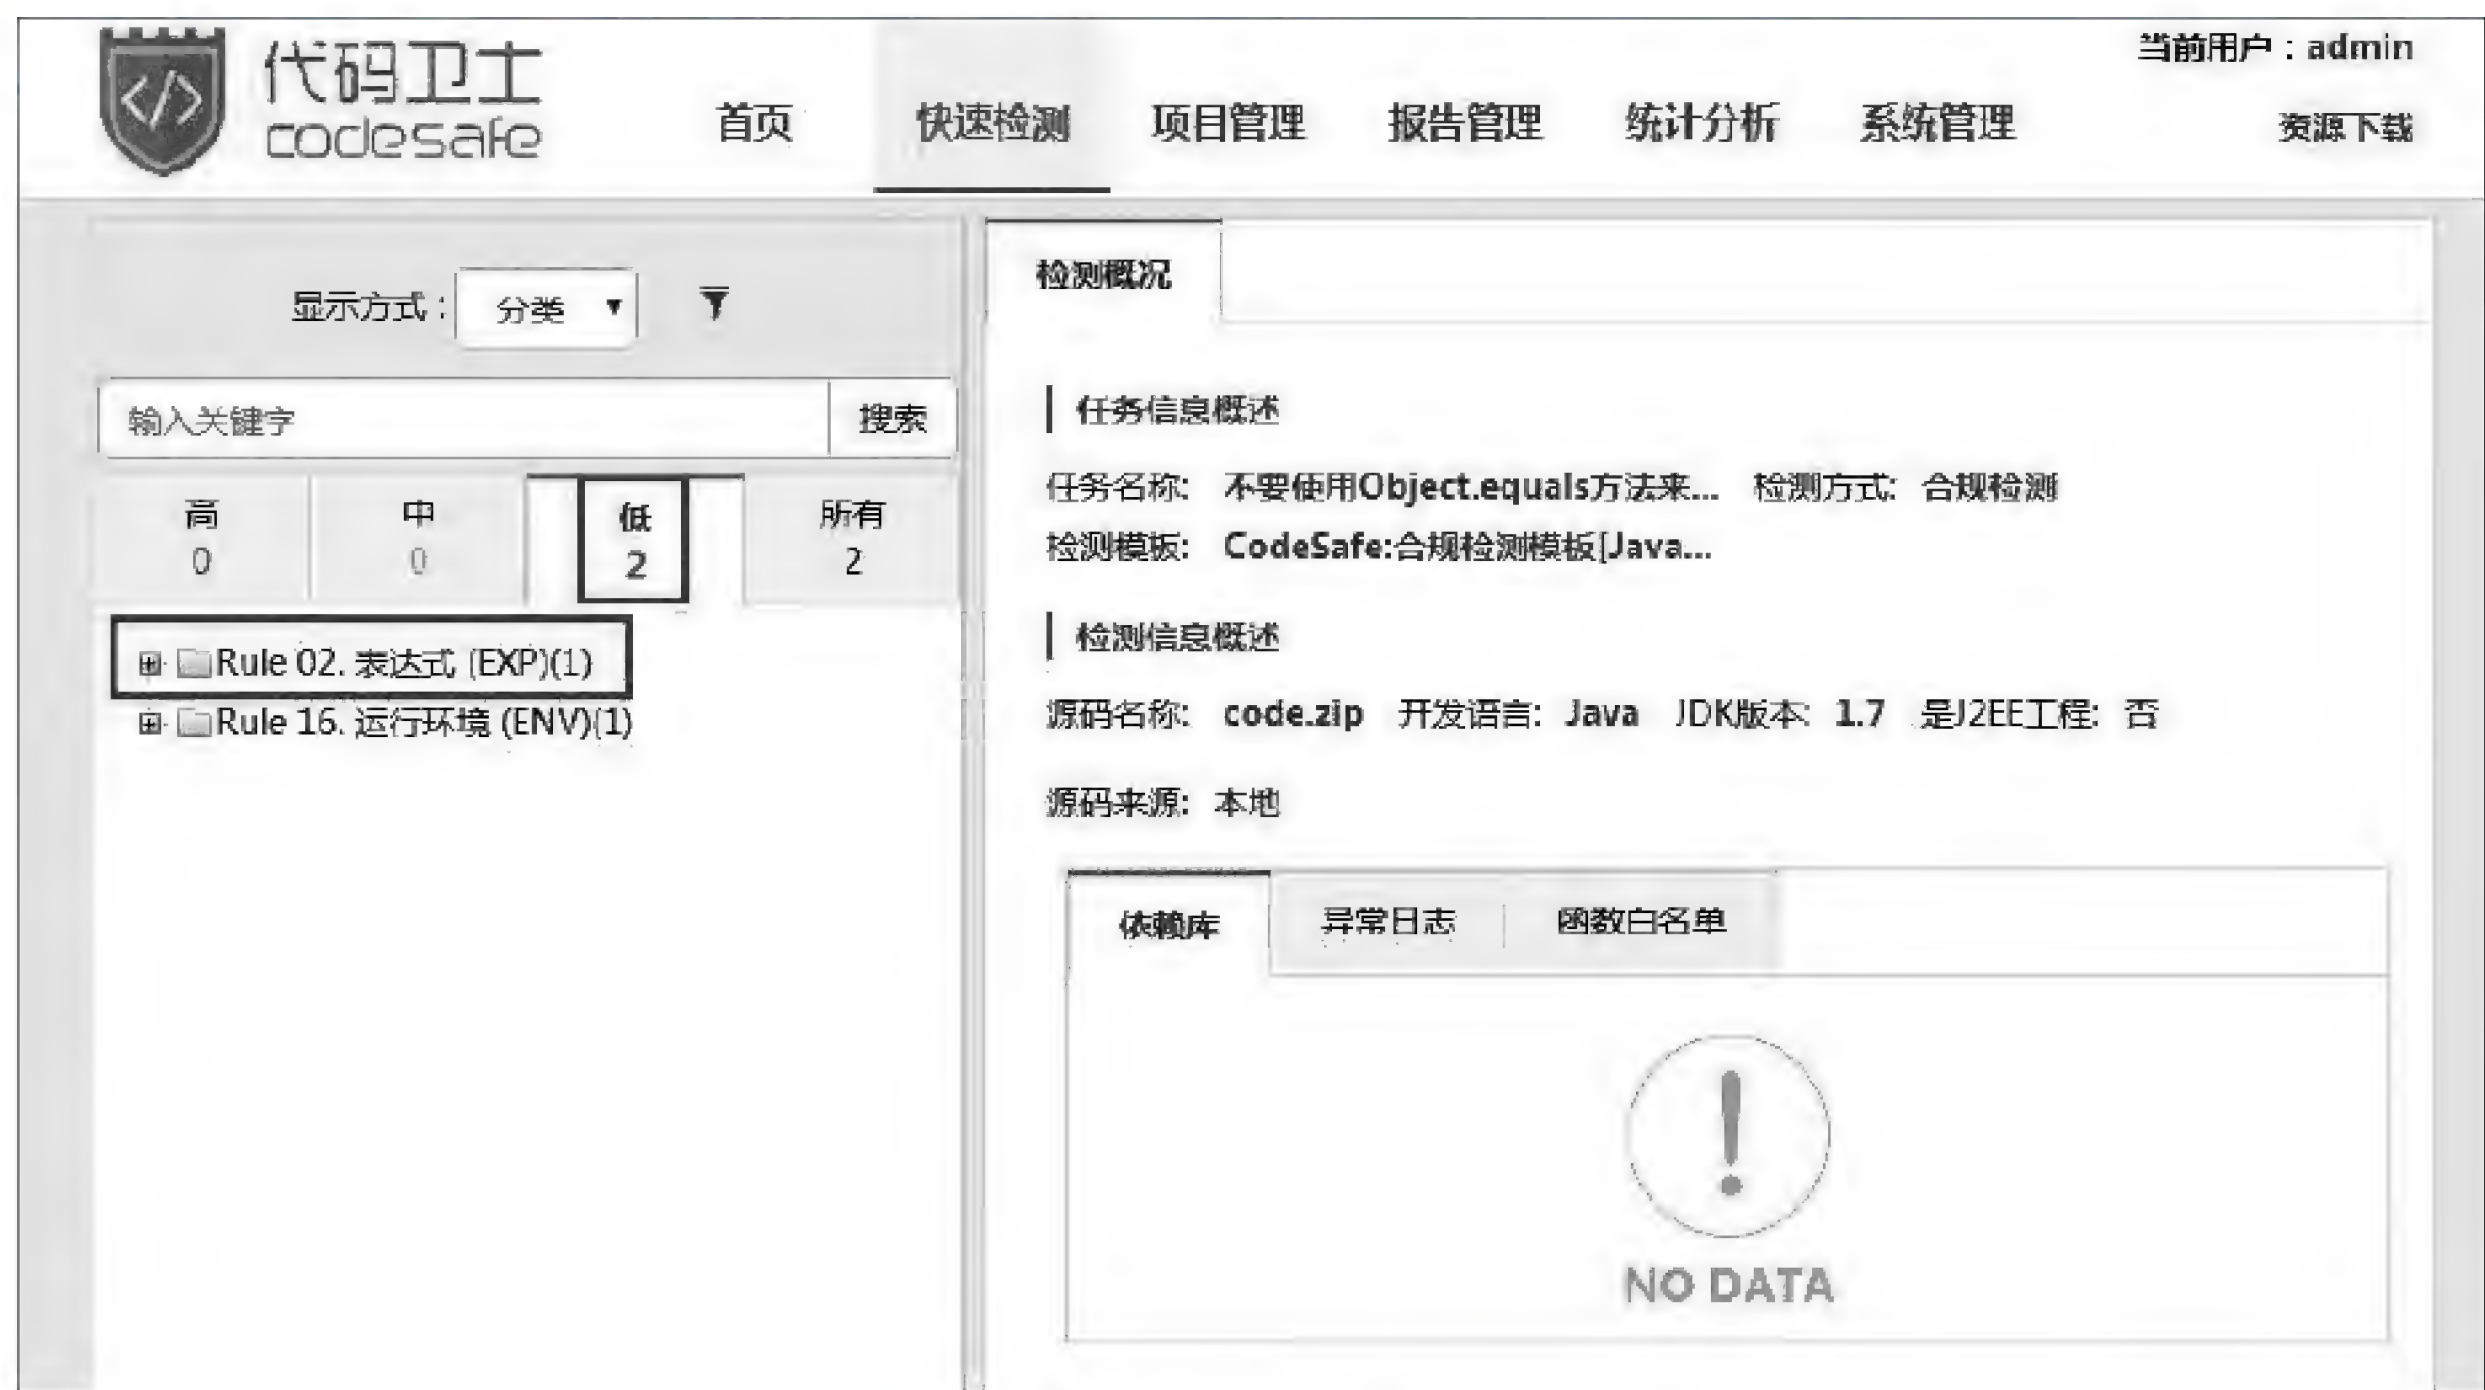 代码卫士
codesafe
当前用户：admin
首页 快速检测 项目管理 报告管理 统计分析 系统管理 资源下载
显示方式： 分类
输入关键字 搜索
高 中 低 所有
0 0 2 2
Rule 02. 表达式 (EXP)(1)
Rule 16. 运行环境 (ENV)(1)
检测概况
任务信息概述
任务名称: 不要使用Object.equals方法来... 检测方式: 合规检测
检测模板: CodeSafe:合规检测模板[Java...
检测信息概述
源码名称: code.zip 开发语言: Java JDK版本: 1.7 是J2EE工程: 否
源码来源: 本地
依赖库 异常日志 函数白名单
NO DATA